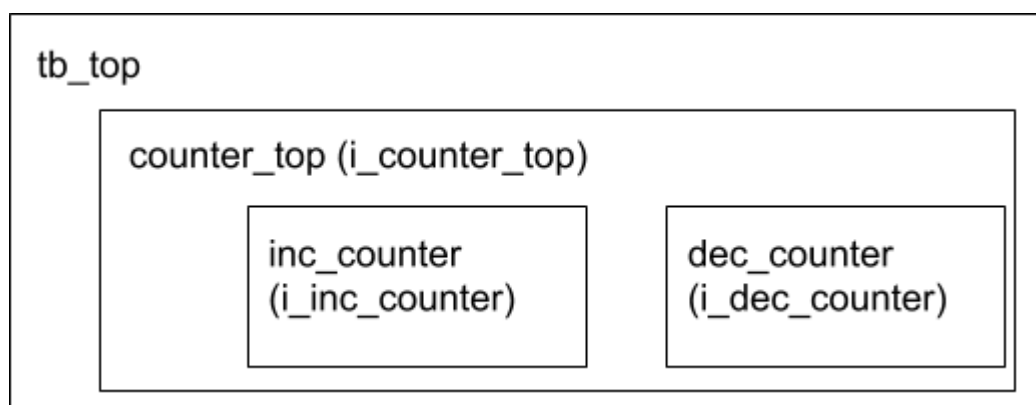 tb_top
counter_top (i_counter_top)
inc_counter
(i_inc_counter)
dec_counter
(i_dec_counter)